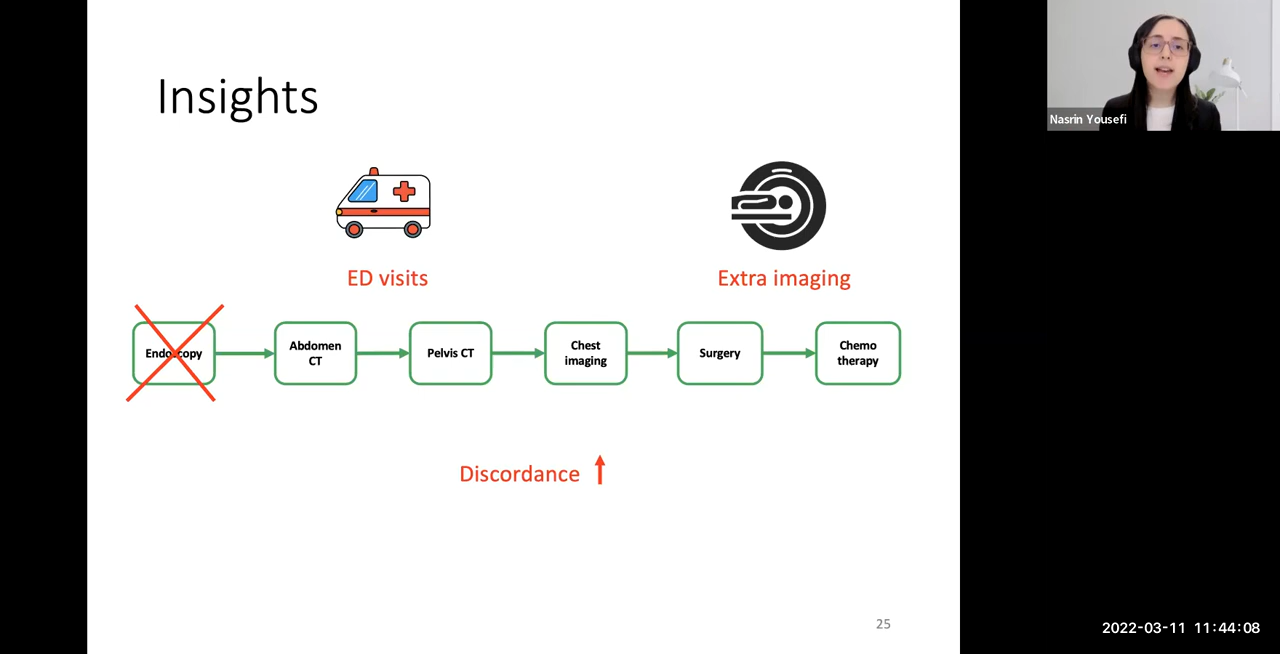 Insights
Nasrin Yousefi
ED visits
Extra imaging
Endoscopy
Abdomen
CT
Pelvis CT
Chest
imaging
Surgery
Chemo
therapy
Discordance
25
2022-03-11 11:44:08